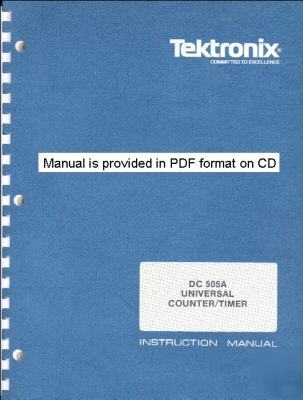 Tektronix®
COMMITTED TO EXCELLENCE
Manual is provided in PDF format on CD
DC 505A
UNIVERSAL
COUNTER/TIMER
INSTRUCTION MANUAL